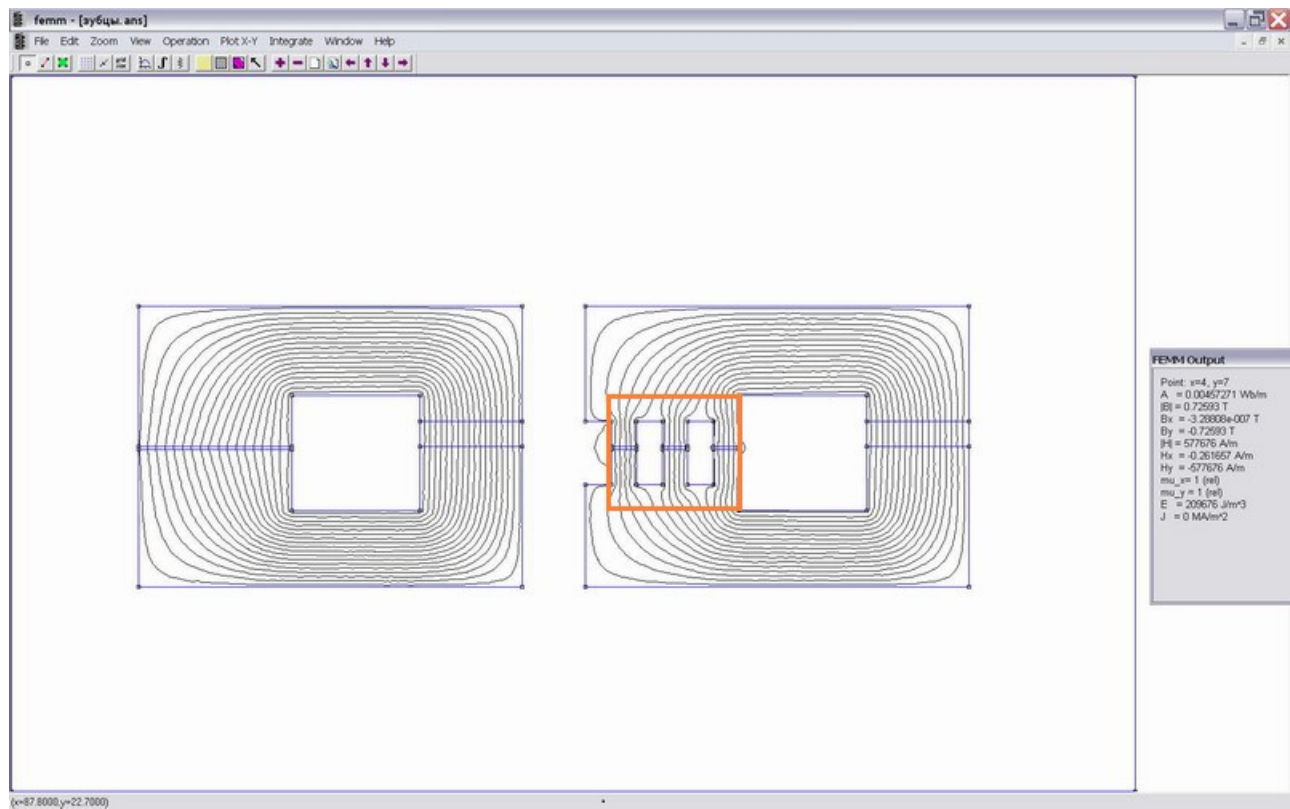 femm - [зубцы.ans]
File Edit Zoom View Operation Plot X-Y Integrate Window Help
FEMM Output
Point: x=4, y=7
A = 0.00457271 Wb/m
|B| = 0.72593 T
Bx = -3.28808e-007 T
By = -0.72593 T
|H| = 577676 A/m
Hx = -0.261657 A/m
Hy = -577676 A/m
mu_x= 1 (rel)
mu_y = 1 (rel)
E = 209676 J/m^3
J = 0 MA/m^2
(x=87.8000,y=22.7000)